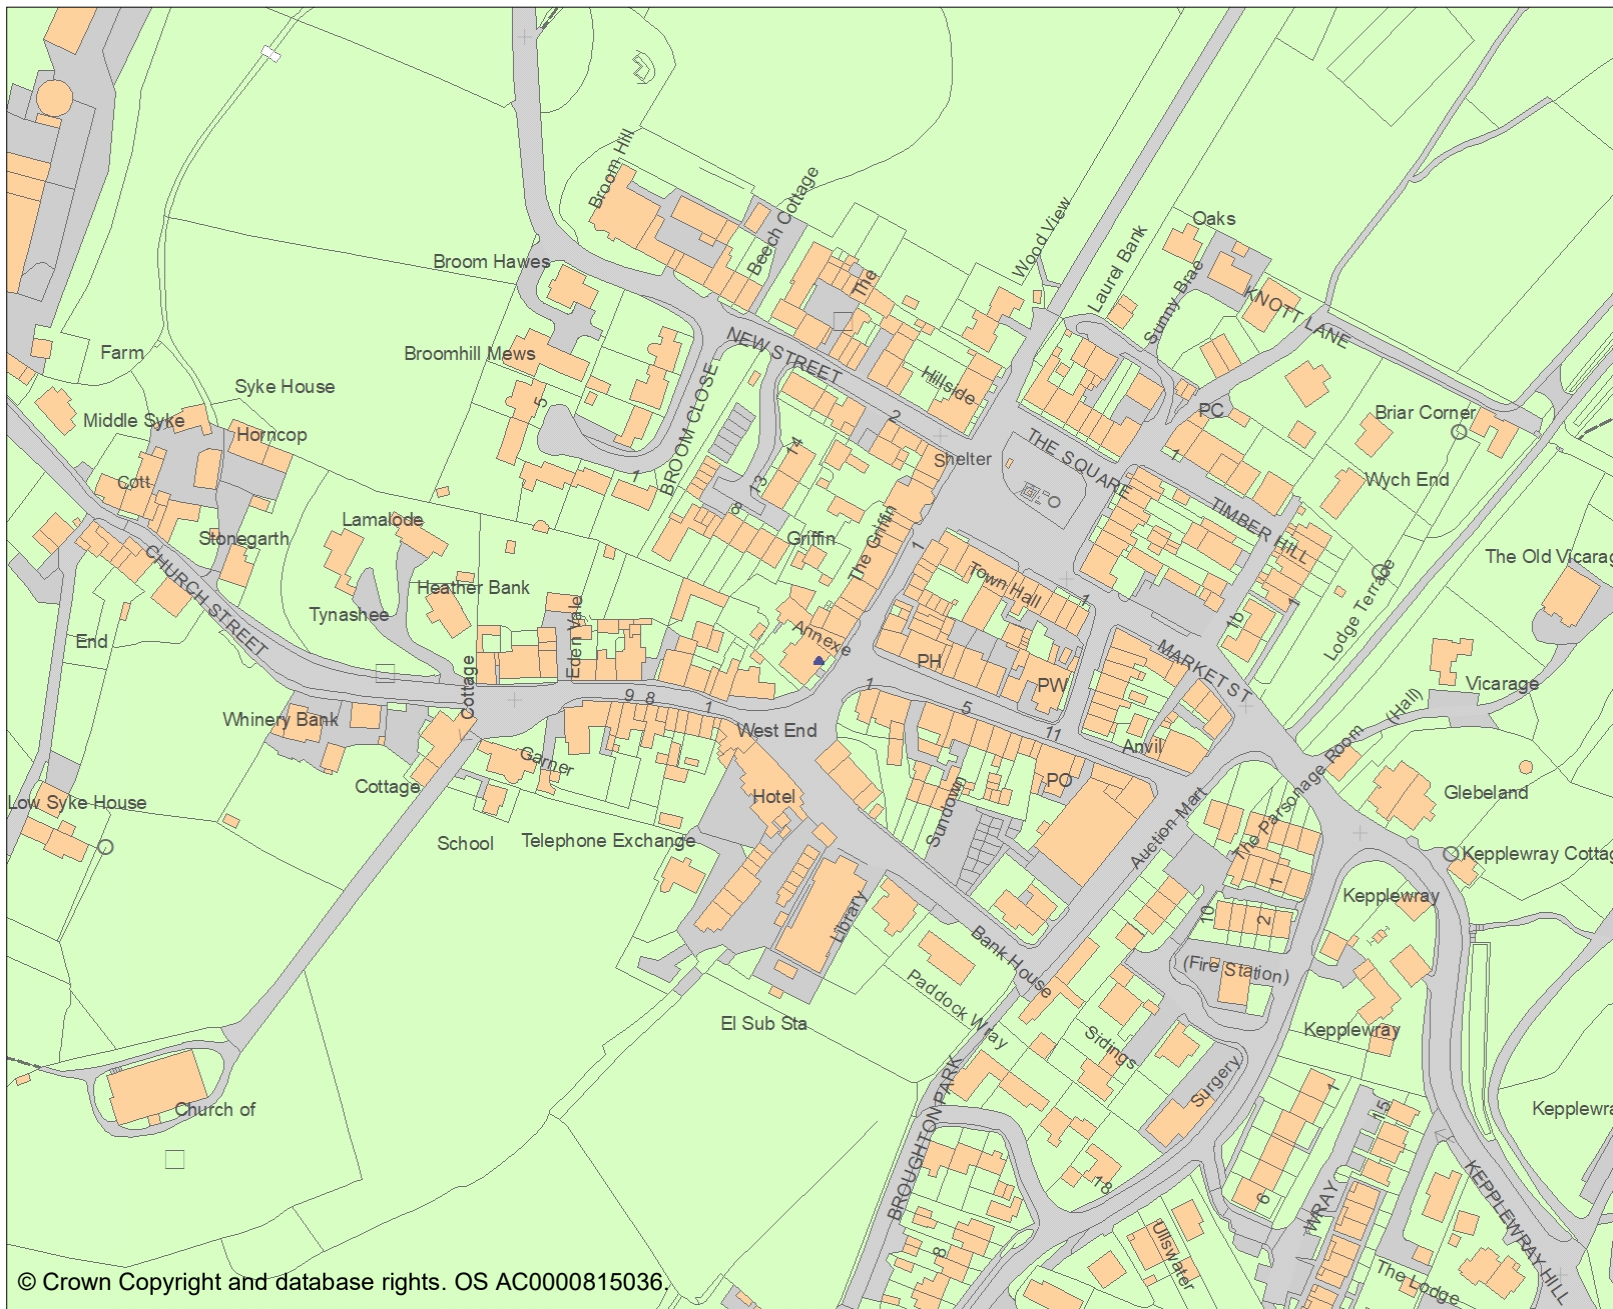 Broom Hill
Beech Cottage
Wood View
Oaks
Laurel Bank
Sunny Brae
Broom Hawes
The
KNOTT LANE
NEW STREET
Broomhill Mews
Farm
Syke House
Hillside
5
BROOM CLOSE
2
PC
Briar Corner
Middle Syke
Horncop
THE SQUARE
Shelter
14
1
1
Wych End
Cott
13
8
TIMBER HILL
Lamalode
Stonegarth
Griffin
The Griffin
1
CHURCH STREET
Town Hall
The Old Vicarag
Heather Bank
Tynashee
Eden Vale
Annexe
1
1
1b
Lodge Terrace
End
PH
MARKET ST
PW
Vicarage
Cottage
9
8
1
1
5
11
(Hall)
Whinery Bank
West End
Anvil
Garner
The Parsonage Room
Cottage
Hotel
PO
Glebeland
Low Syke House
Sundown
Auction Mart
School
Telephone Exchange
Kepplewray Cottag
1
Kepplewray
Library
10
2
Bank House
(Fire Station)
Paddock Wray
El Sub Sta
Sidings
Kepplewray
Surgery
BROUGHTON PARK
1
15
Church of
Kepplewra
18
6
WRAY
KEPPLEWRAY HILL
8
Ullswater
The Lodge
© Crown Copyright and database rights. OS AC0000815036.